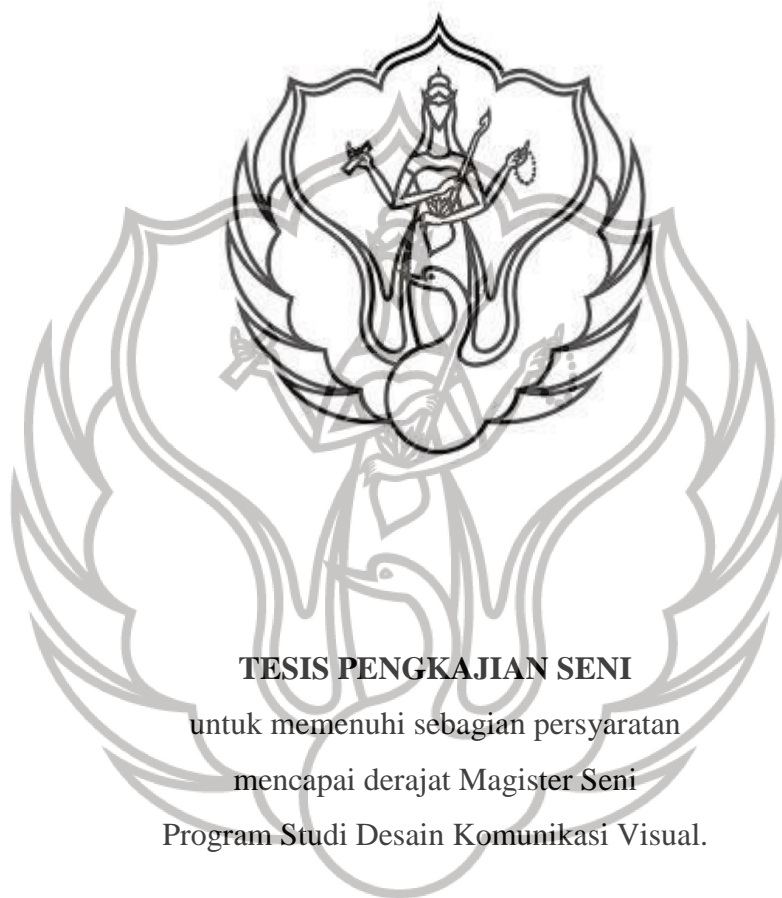 TESIS PENGKAJIAN SENI
untuk memenuhi sebagian persyaratan
mencapai derajat Magister Seni
Program Studi Desain Komunikasi Visual.